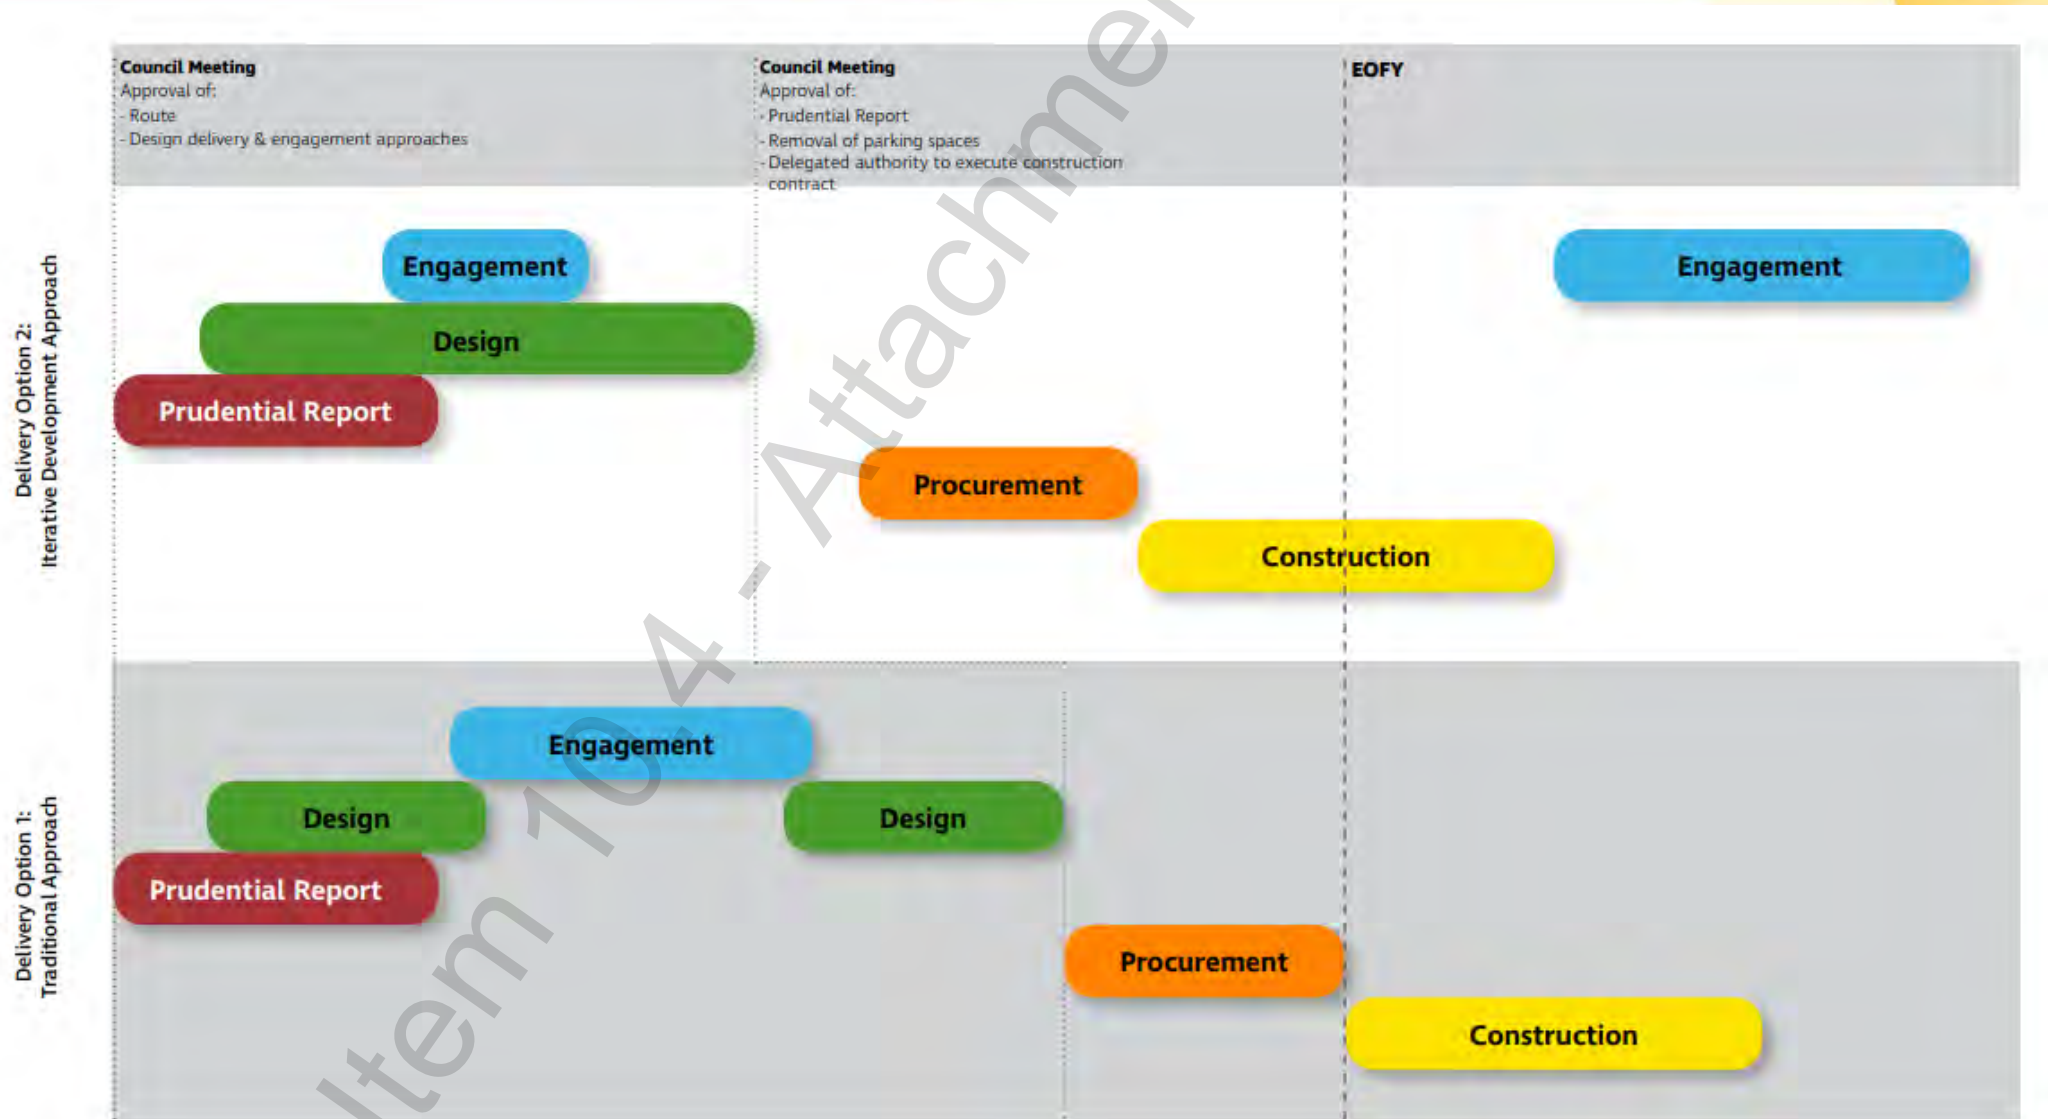 Council Meeting
Approval of:
- Route
- Design delivery & engagement approaches
Council Meeting
Approval of:
- Prudential Report
- Removal of parking spaces
- Delegated authority to execute construction
contract
EOFY
Delivery Option 2:
Iterative Development Approach
Engagement
Engagement
Design
Prudential Report
Procurement
Construction
Delivery Option 1:
Traditional Approach
Engagement
Design
Design
Prudential Report
Procurement
Construction
Item 10.4 - Attachme